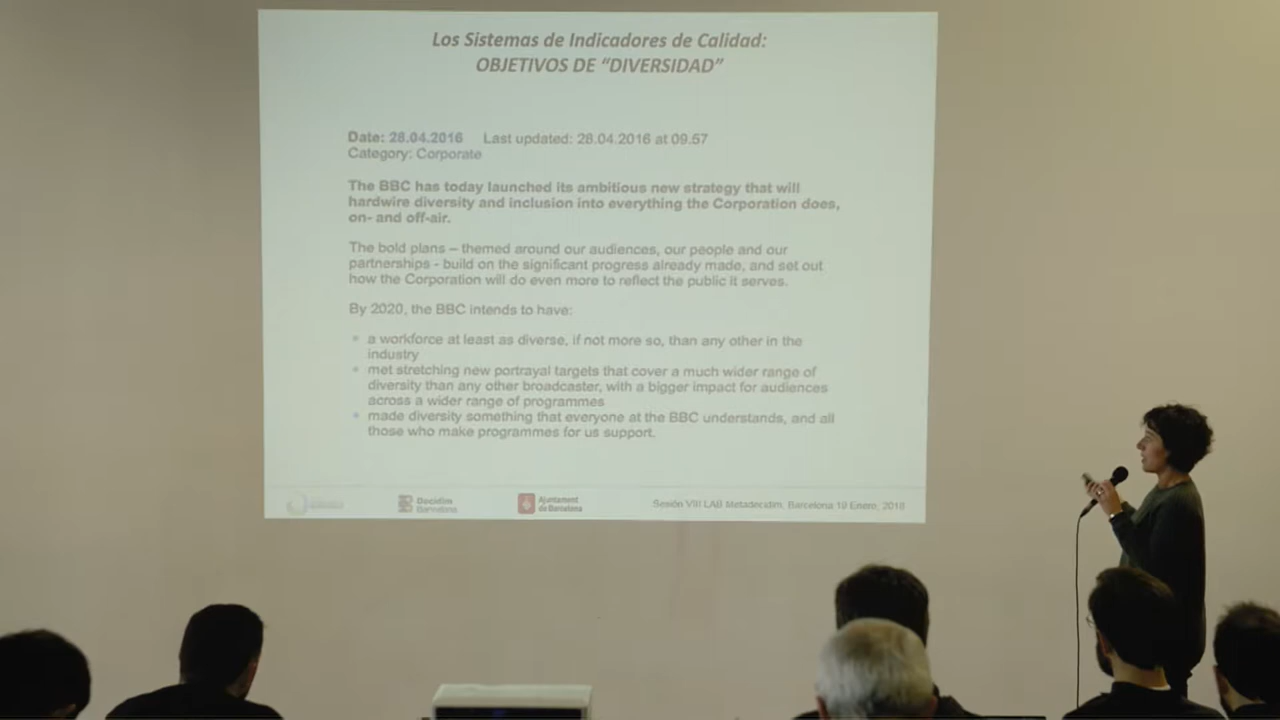 Los Sistemas de Indicadores de Calidad:
OBJETIVOS DE “DIVERSIDAD”
Date: 28.04.2016 Last updated: 28.04.2016 at 09.57
Category: Corporate
The BBC has today launched its ambitious new strategy that will
hardwire diversity and inclusion into everything the Corporation does,
on- and off-air.
The bold plans – themed around our audiences, our people and our
partnerships - build on the significant progress already made, and set out
how the Corporation will do even more to reflect the public it serves.
By 2020, the BBC intends to have:
a workforce at least as diverse, if not more so, than any other in the
industry
met stretching new portrayal targets that cover a much wider range of
diversity than any other broadcaster, with a bigger impact for audiences
across a wider range of programmes
made diversity something that everyone at the BBC understands, and all
those who make programmes for us support.
Decidim
Barcelona
Ajuntament
de Barcelona
Sesión VIII LAB Metadecidim, Barcelona 19 Enero, 2018